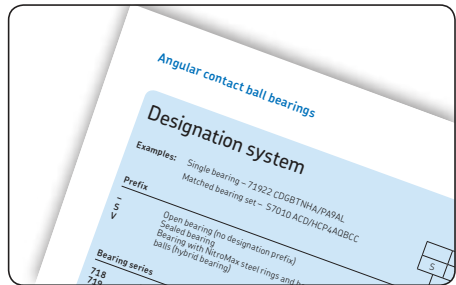 Angular contact ball bearings
Designation system
Examples: Single bearing – 71922 CDGBTNHA/PA9AL
Matched bearing set – S7010 ACD/HCP4AQBCC
Prefix
– Open bearing (no designation prefix)
S Sealed bearing
V Bearing with NitroMax steel rings and
balls (hybrid bearing)
S
Bearing series
718